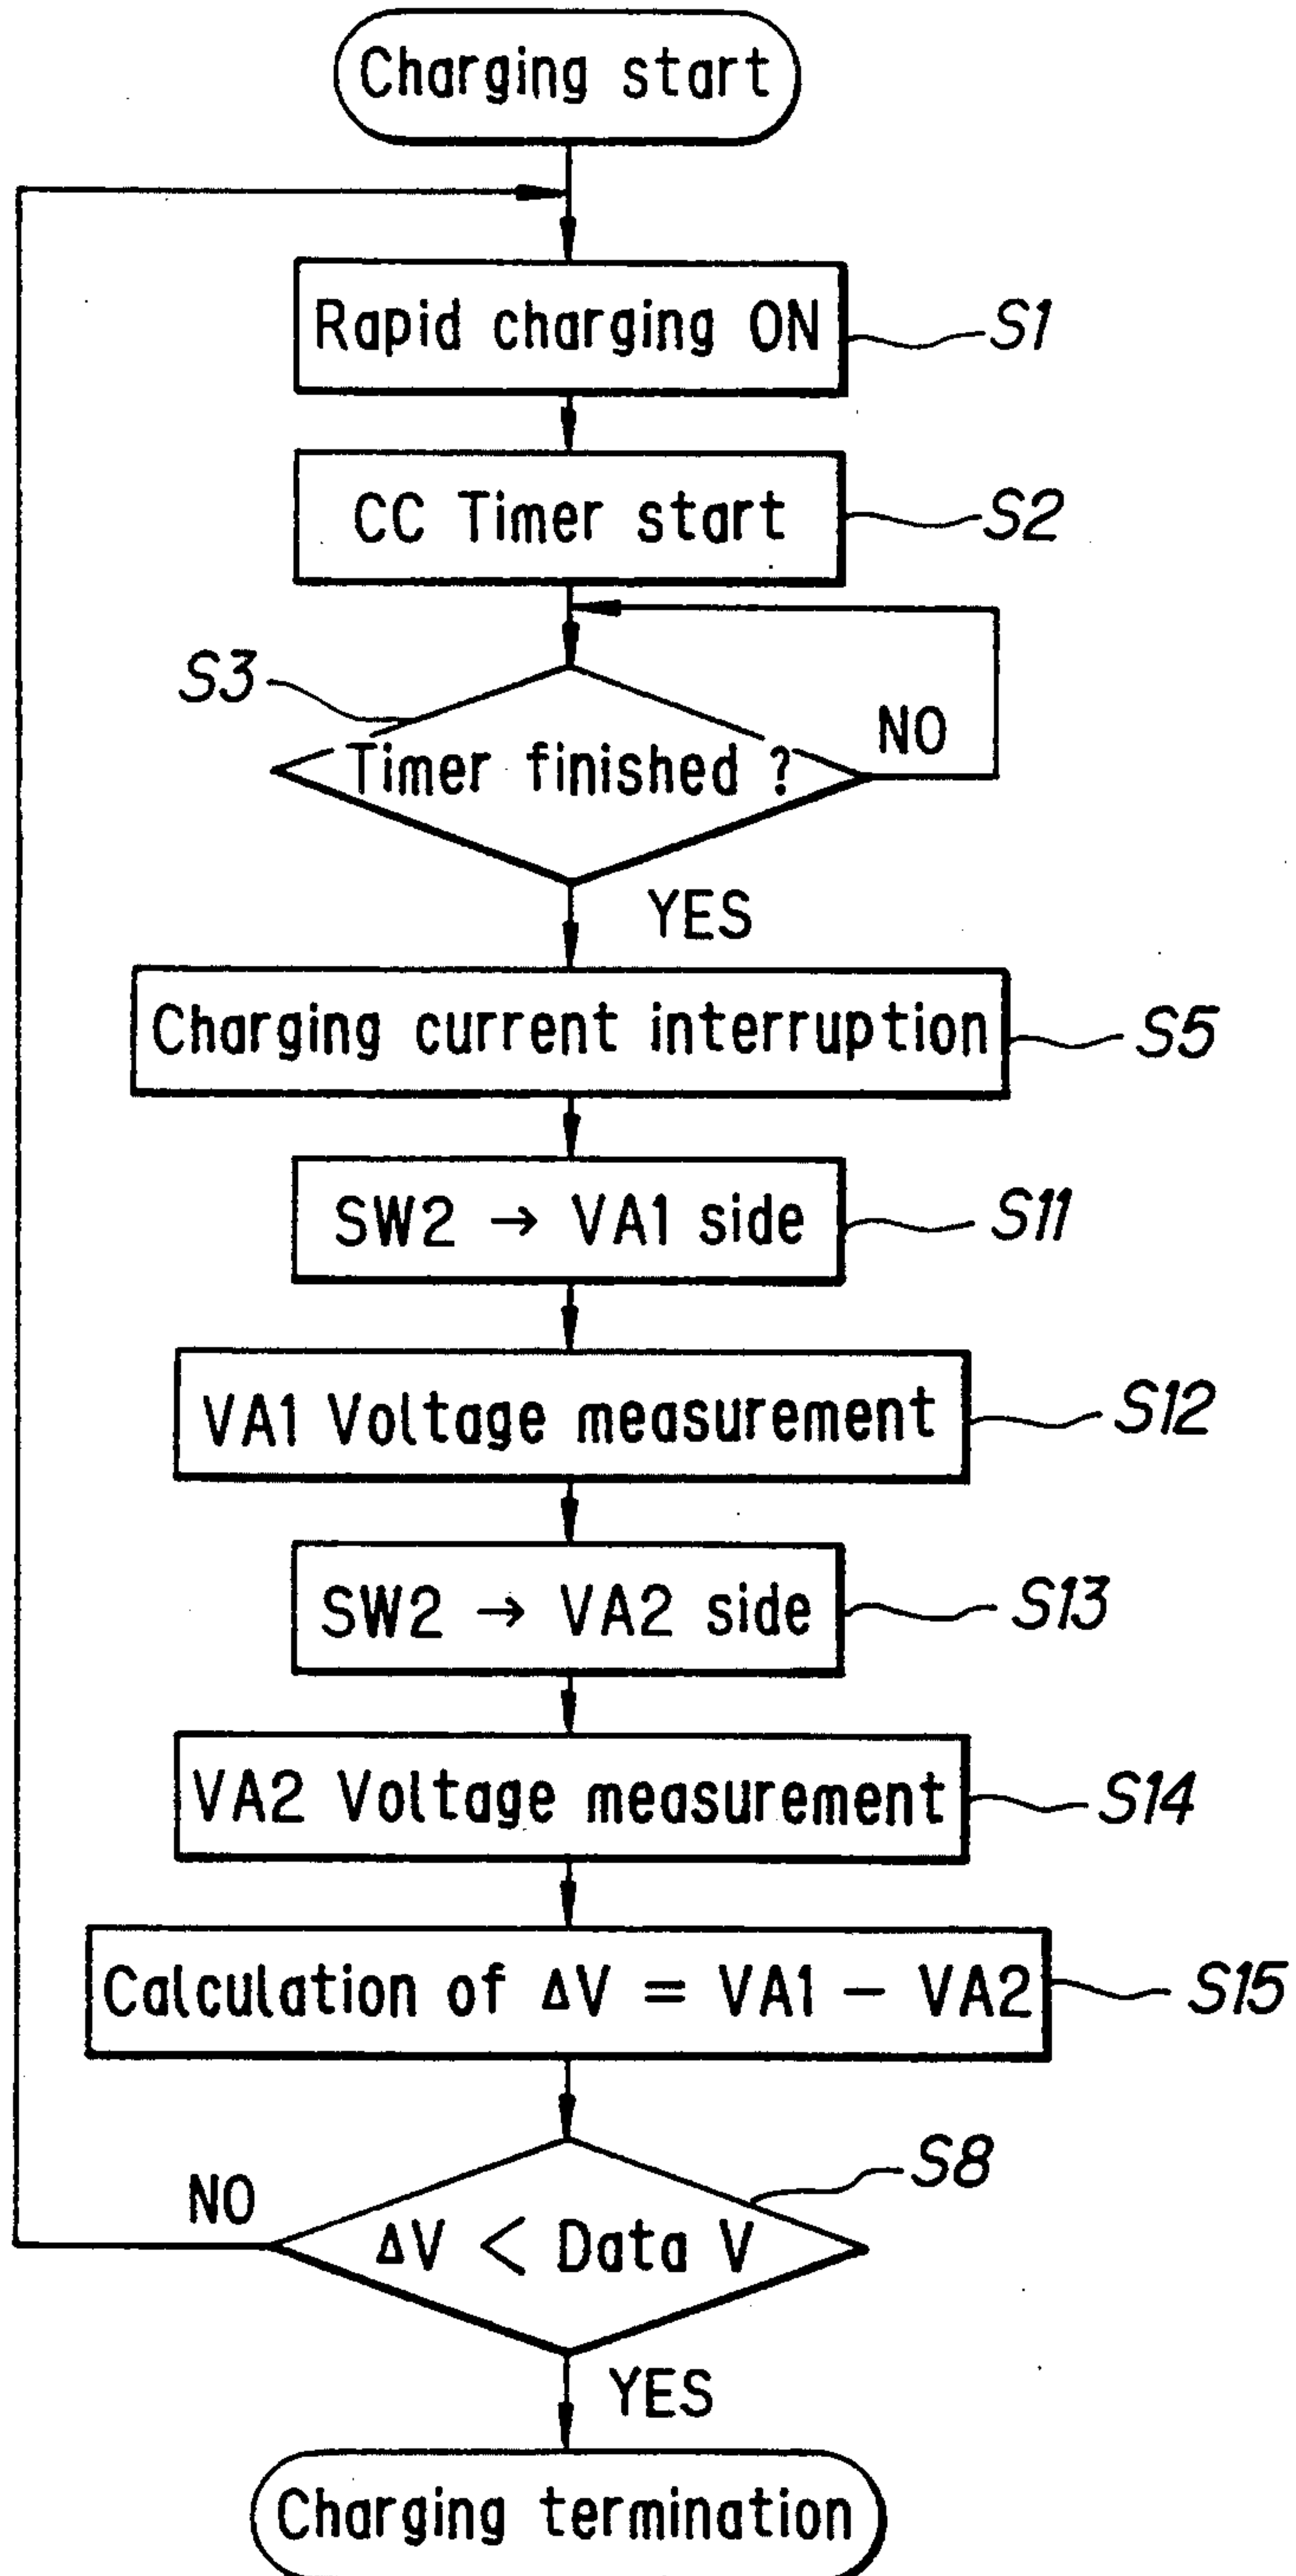 Charging start
Rapid charging ON
S1
CC Timer start
S2
S3
Timer finished ?
NO
YES
Charging current interruption
S5
SW2 → VA1 side
S11
VA1 Voltage measurement
S12
SW2 → VA2 side
S13
VA2 Voltage measurement
S14
Calculation of ΔV = VA1 - VA2
S15
S8
NO
ΔV < Data V
YES
Charging termination